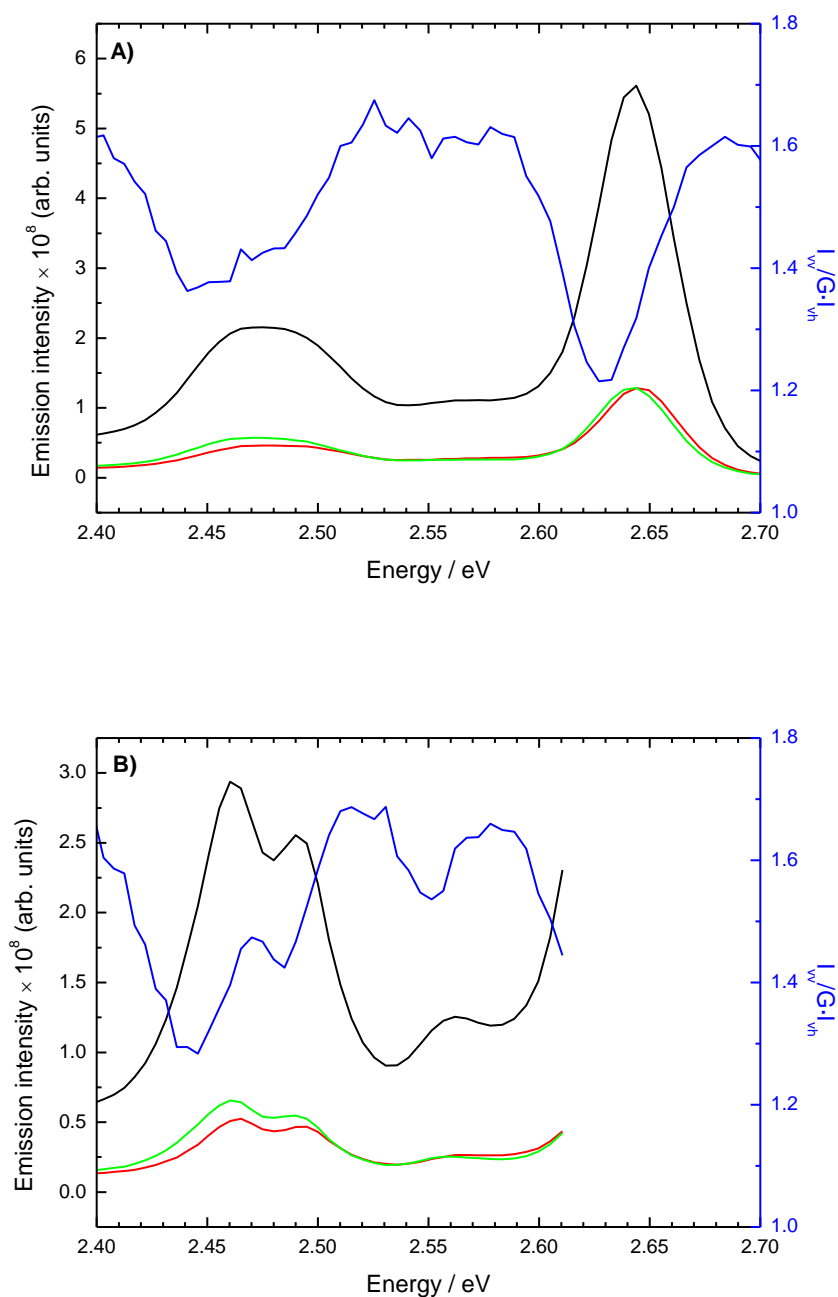 A)
6
5
4
3
2
1
0
Emission intensity × 10⁸ (arb. units)
1.8
1.6
1.4
1.2
1.0
I_vv/G·I_vh
2.40 2.45 2.50 2.55 2.60 2.65 2.70
Energy / eV
B)
3.0
2.5
2.0
1.5
1.0
0.5
0.0
Emission intensity × 10⁸ (arb. units)
1.8
1.6
1.4
1.2
1.0
I_vv/G·I_vh
2.40 2.45 2.50 2.55 2.60 2.65 2.70
Energy / eV